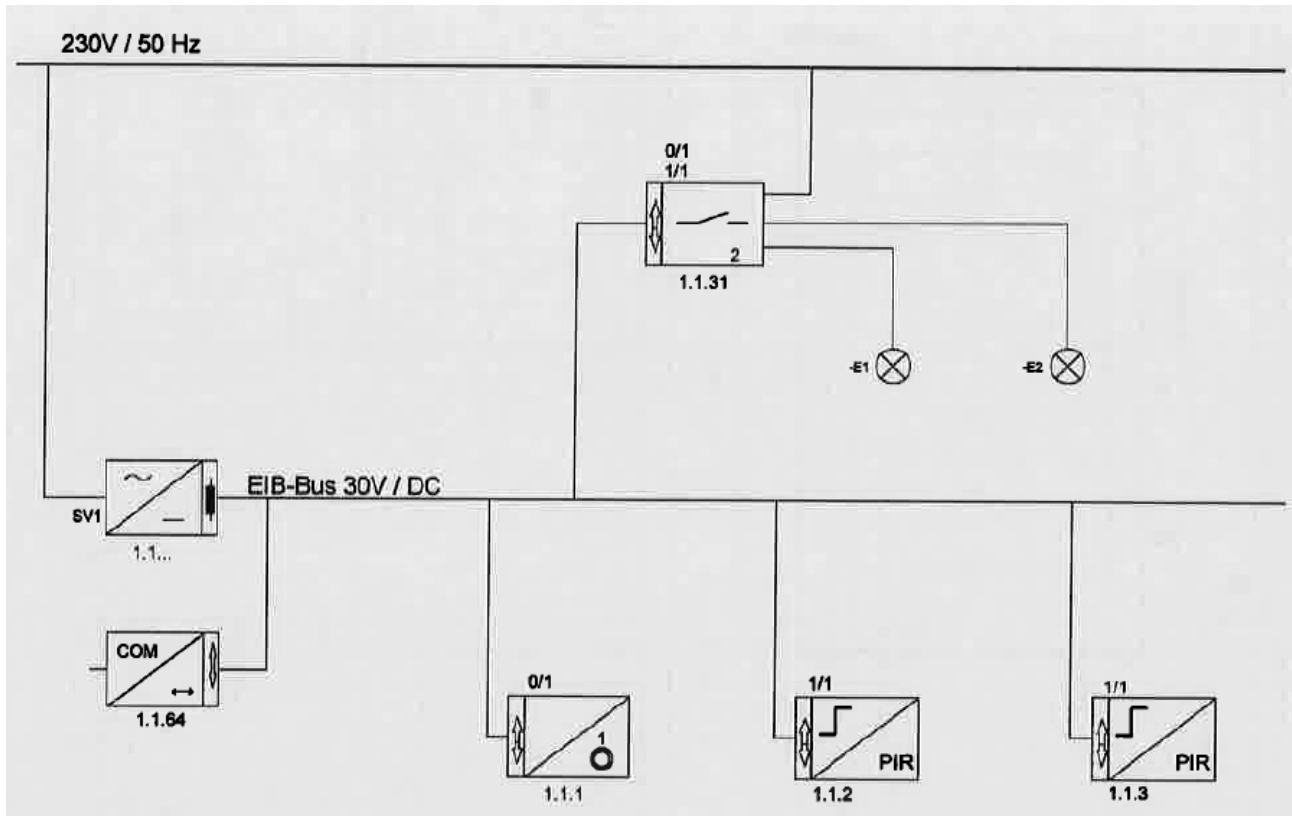 230V / 50 Hz
0/1
1/1
2
1.1.31
-E1
-E2
EIB-Bus 30V / DC
SV1
1.1...
COM
1.1.64
0/1
1
1.1.1
1/1
PIR
1.1.2
1/1
PIR
1.1.3